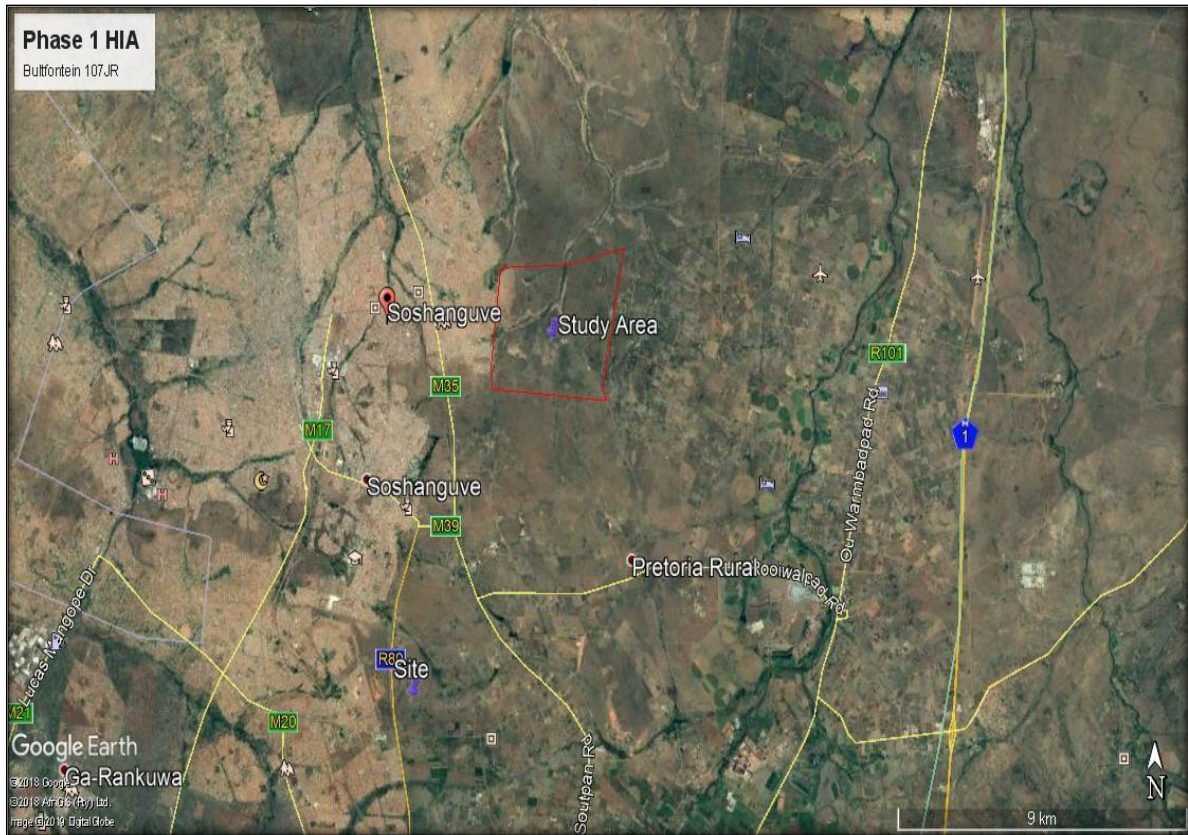 Phase 1 HIA
Bultfontein 107JR
Soshanguve
Study Area
R101
M35
M17
1
Soshanguve
M39
Ou Warmbadpad Rd
Pretoria Rural
Rooiwalpad Rd
Lucas Mangope Dr
R80
Site
M21
M20
Google Earth
Ga-Rankuwa
Soutpan Rd
© 2018 Google
© 2018 AfriGIS (Pty) Ltd.
Image © 2019 DigitalGlobe
N
9 km
H
H